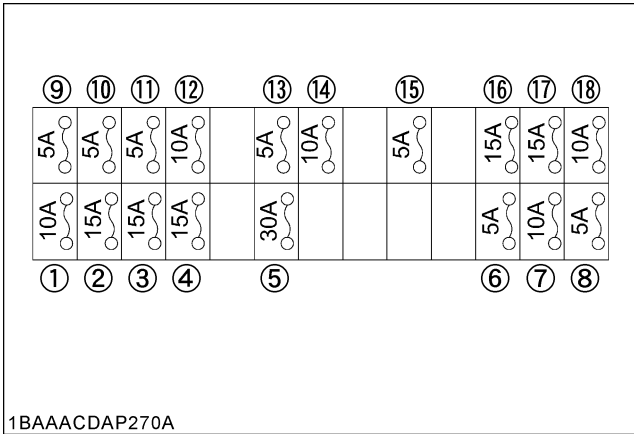 ⑨ ⑩ ⑪ ⑫ ⑬ ⑭ ⑮ ⑯ ⑰ ⑱
5A 5A 5A 10A 5A 10A 5A 15A 15A 10A
10A 15A 15A 15A 30A 5A 10A 5A
① ② ③ ④ ⑤ ⑥ ⑦ ⑧
1BAAACDAP270A